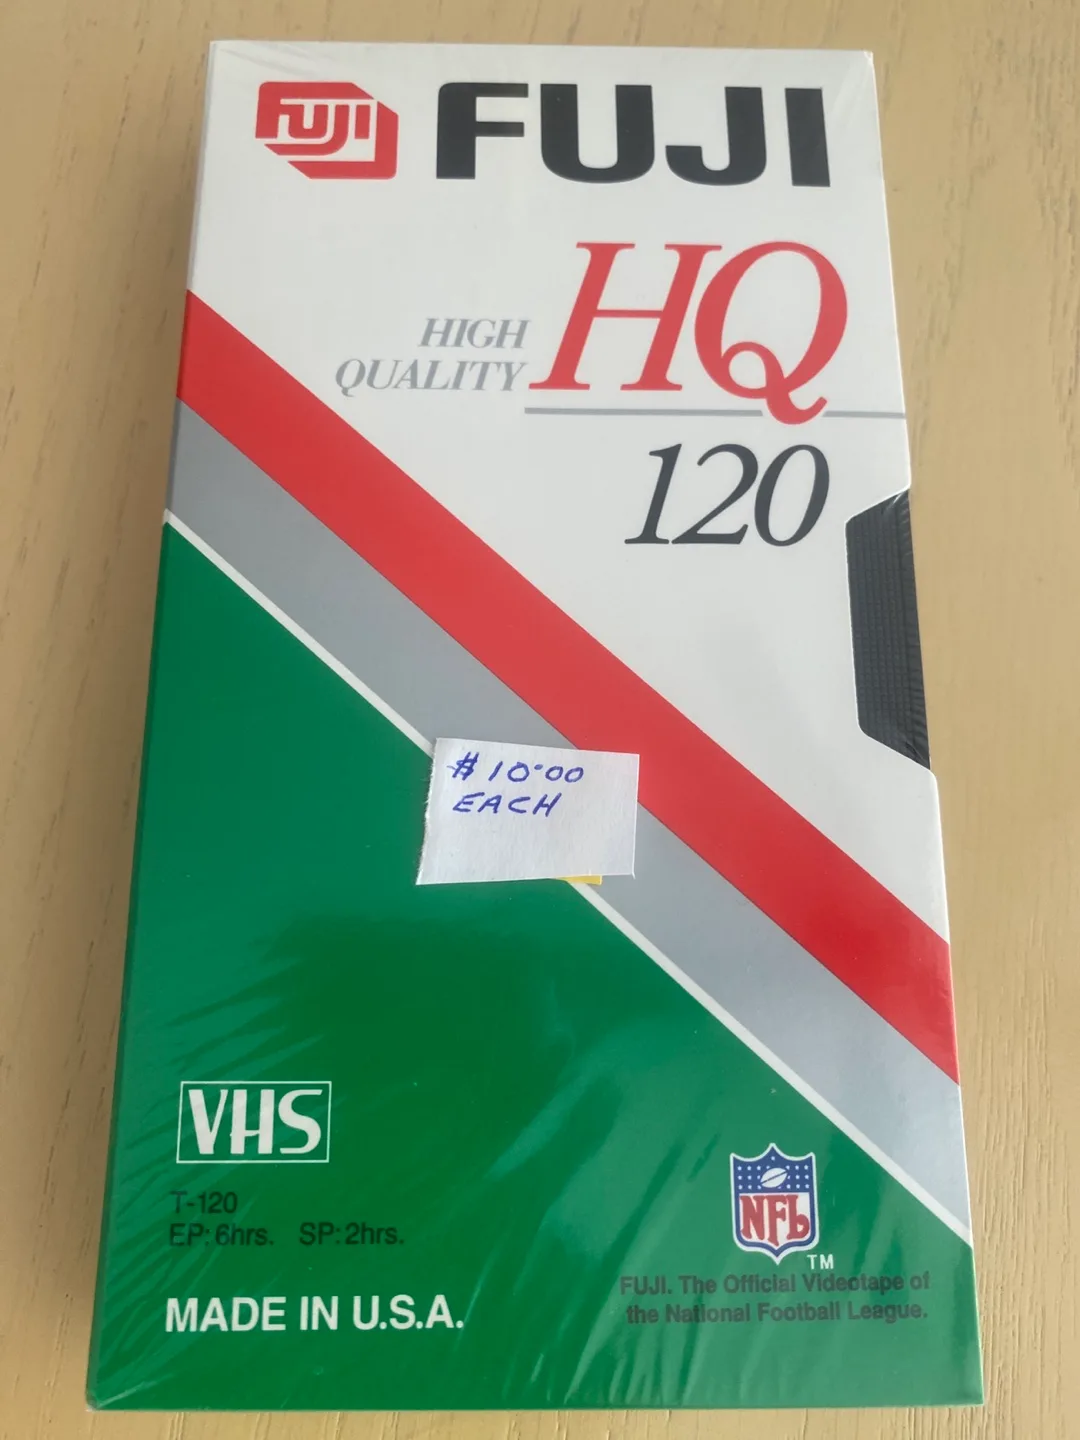 FUJI FUJI
HIGH
QUALITY HQ
120
$10.00
EACH
VHS
T-120
EP: 6hrs. SP: 2hrs.
MADE IN U.S.A.
NFL
TM
FUJI. The Official Videotape of
the National Football League.